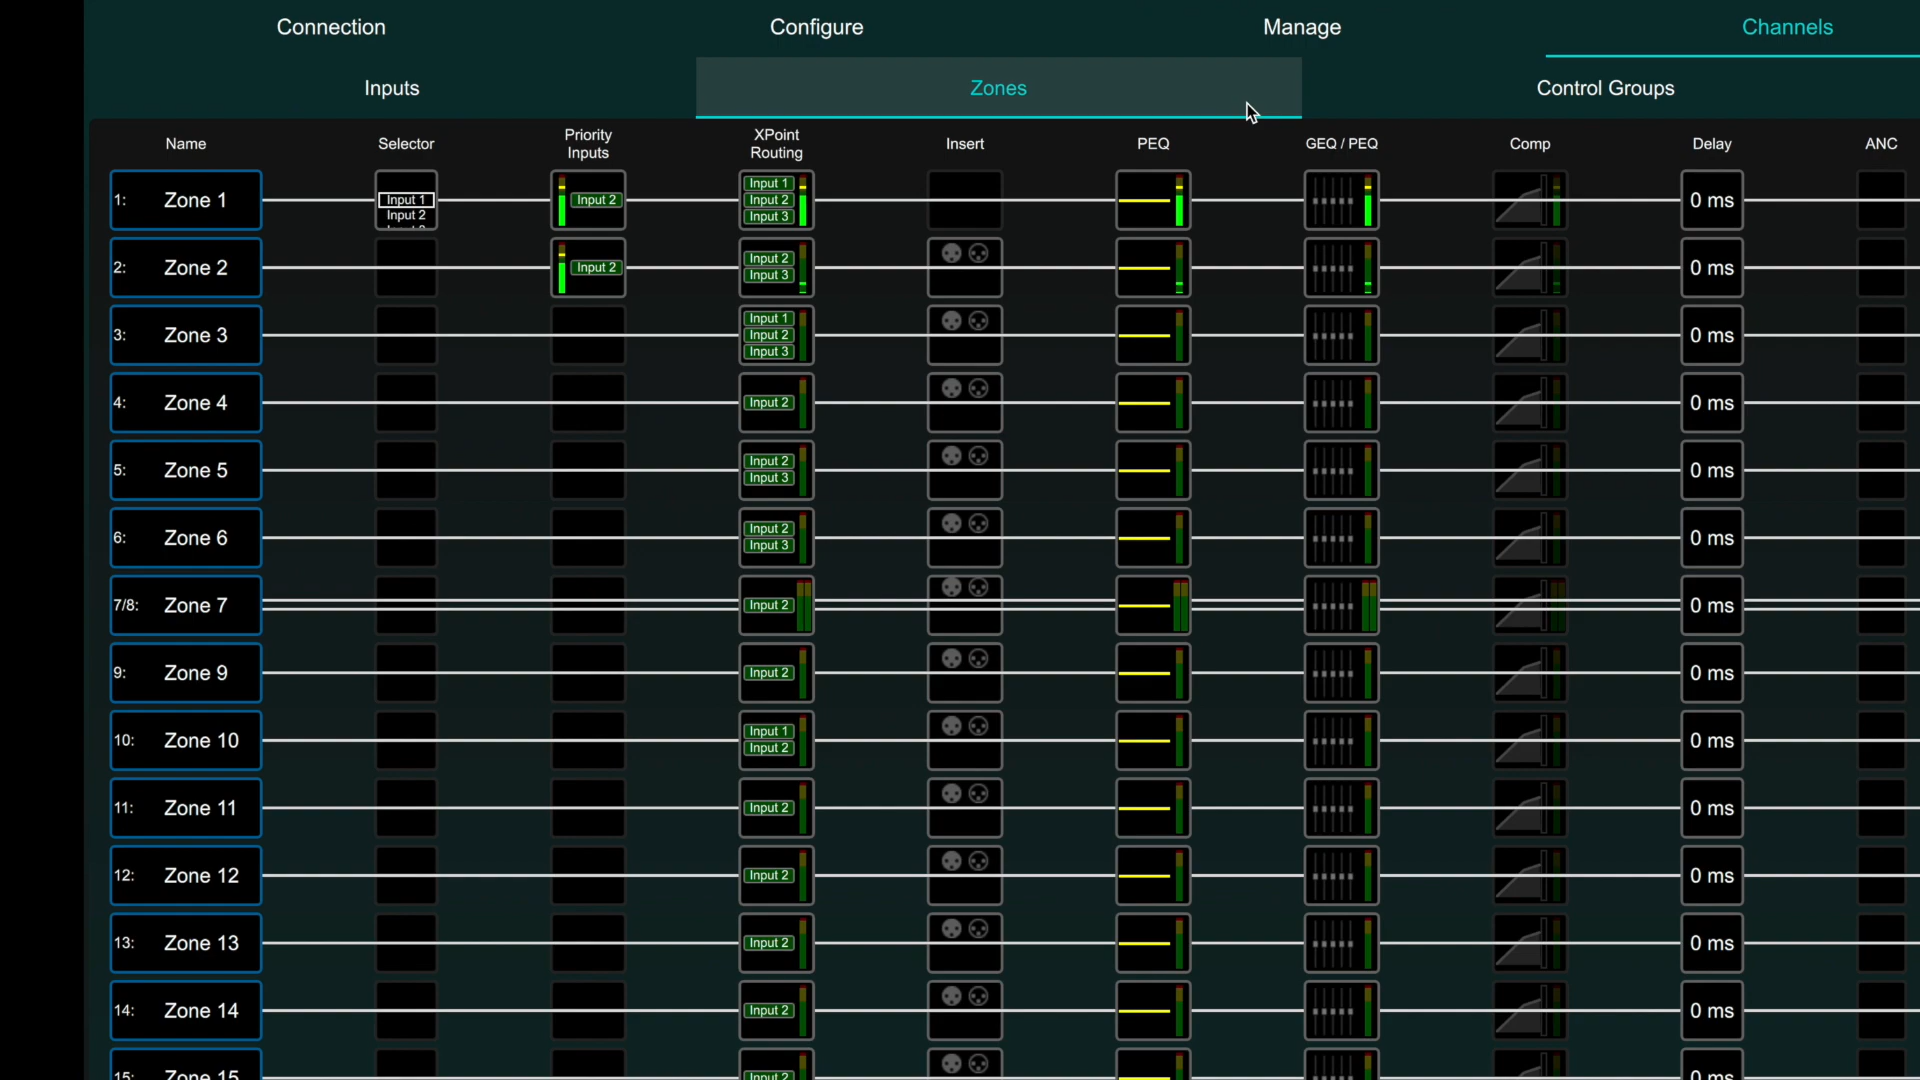 Connection Configure Manage Channels
Inputs Zones Control Groups
Name Selector Priority Inputs XPoint Routing Insert PEQ GEQ / PEQ Comp Delay ANC
1: Zone 1 Input 1 Input 2 Input 2 Input 1 Input 2 Input 3 0 ms
2: Zone 2 Input 2 Input 2 Input 3 0 ms
3: Zone 3 Input 1 Input 2 Input 3 0 ms
4: Zone 4 Input 2 0 ms
5: Zone 5 Input 2 Input 3 0 ms
6: Zone 6 Input 2 Input 3 0 ms
7/8: Zone 7 Input 2 0 ms
9: Zone 9 Input 2 0 ms
10: Zone 10 Input 1 Input 2 0 ms
11: Zone 11 Input 2 0 ms
12: Zone 12 Input 2 0 ms
13: Zone 13 Input 2 0 ms
14: Zone 14 Input 2 0 ms
15: Zone 15 Input 2 0 ms